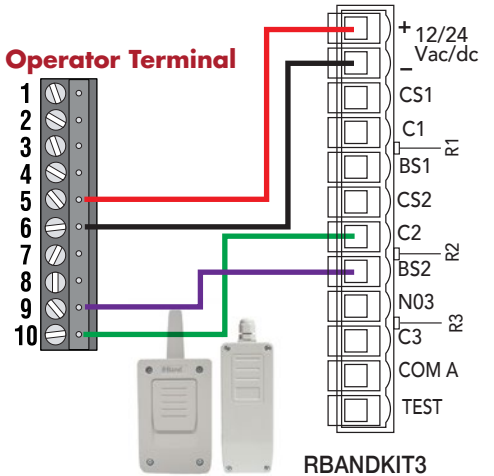 Operator Terminal
1
2
3
4
5
6
7
8
9
10
+ 12/24
Vac/dc
–
CS1
C1
R1
BS1
CS2
C2
R2
BS2
N03
R3
C3
COM A
TEST
RBANDKIT3